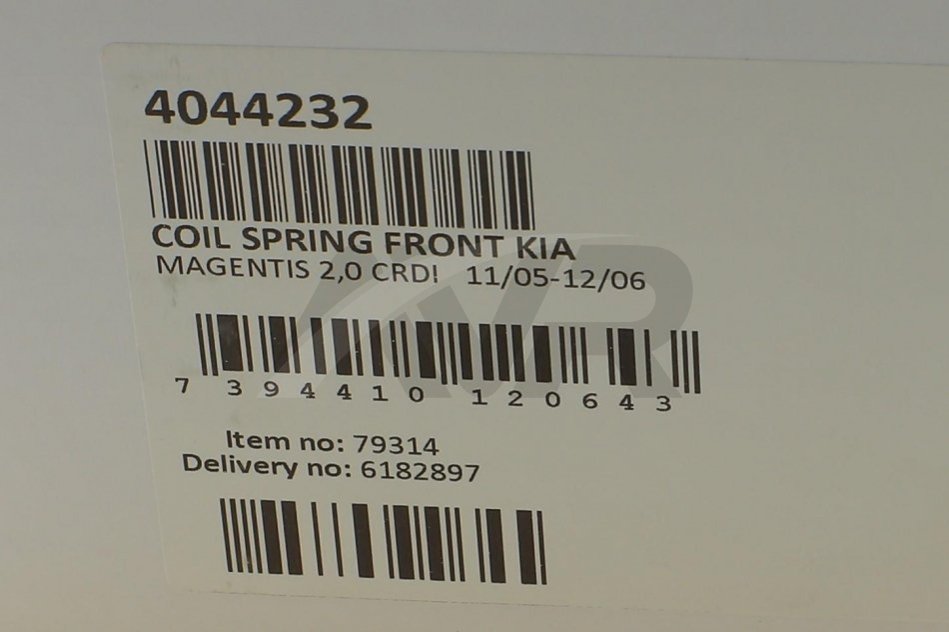 4044232
COIL SPRING FRONT KIA
MAGENTIS 2,0 CRDI 11/05-12/06
7 394410 120643
Item no: 79314
Delivery no: 6182897